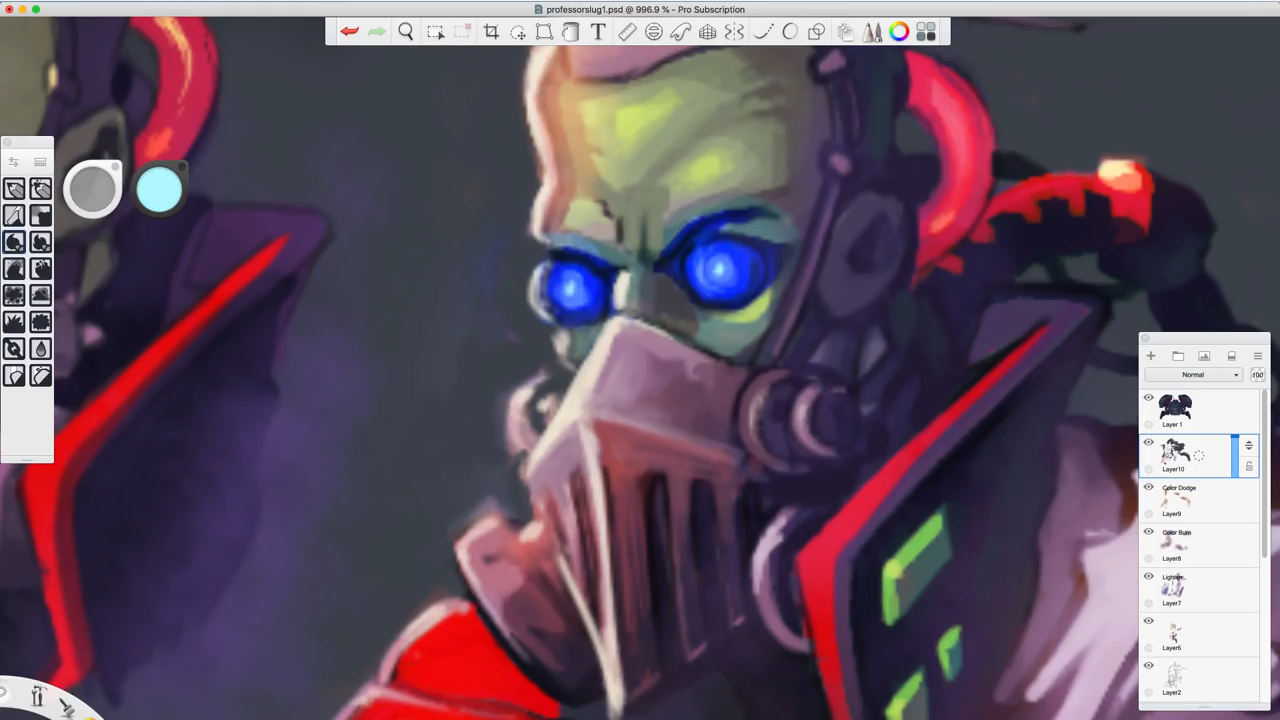 professorslug1.psd @ 996.9 % - Pro Subscription
T
Normal
100
Layer 1
Layer10
Color Dodge
Layer9
Color Burn
Layer8
Lighten
Layer7
Layer6
Layer2